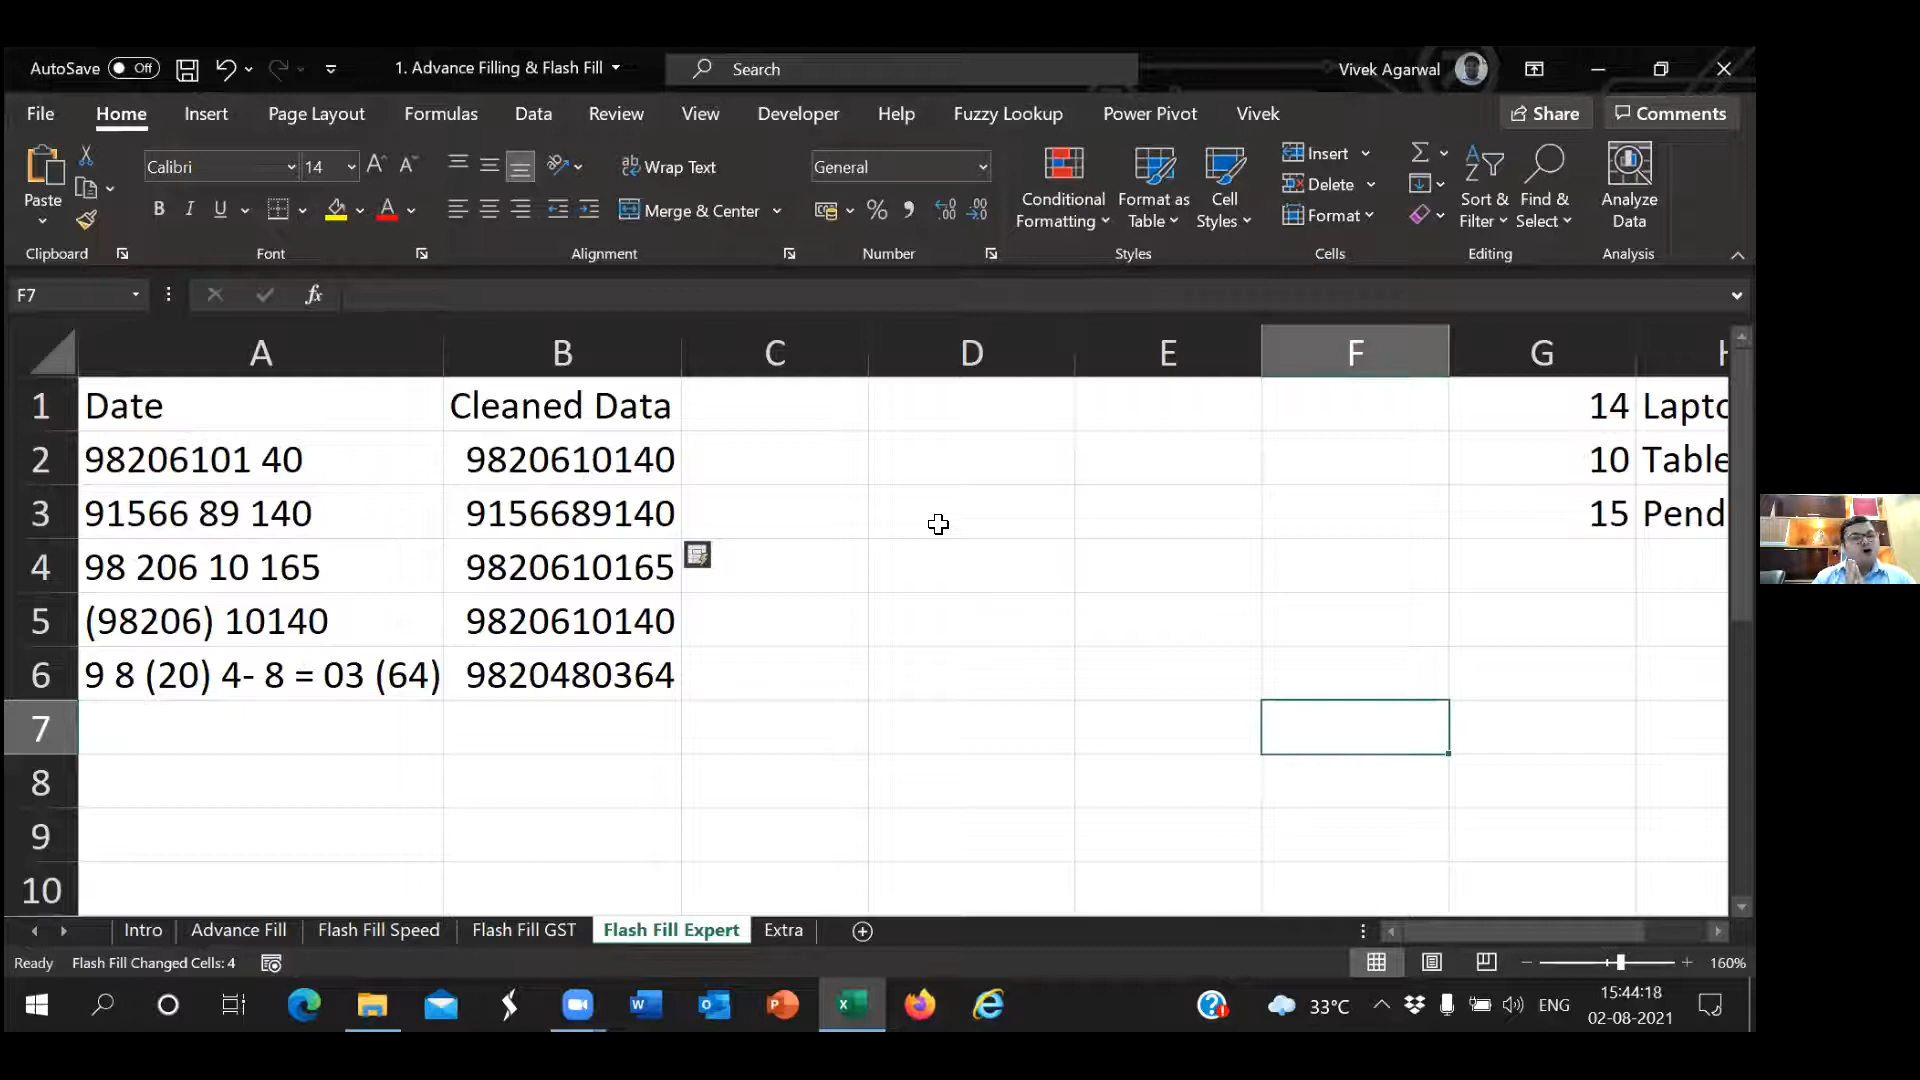 AutoSave Off 1. Advance Filling & Flash Fill Search Vivek Agarwal
File Home Insert Page Layout Formulas Data Review View Developer Help Fuzzy Lookup Power Pivot Vivek Share Comments
Paste
Calibri 14
B I U
Wrap Text
Merge & Center
General
% 
Conditional Formatting
Format as Table
Cell Styles
Insert
Delete
Format
Sort & Filter
Find & Select
Analyze Data
Clipboard Font Alignment Number Styles Cells Editing Analysis
F7 fx
A B C D E F G
1 Date Cleaned Data 14
2 98206101 40 9820610140 10 Table
3 91566 89 140 9156689140 15 Pend
4 98 206 10 165 9820610165
5 (98206) 10140 9820610140
6 9 8 (20) 4- 8 = 03 (64) 9820480364
7
8
9
10
Intro Advance Fill Flash Fill Speed Flash Fill GST Flash Fill Expert Extra
Ready Flash Fill Changed Cells: 4 160%
33°C ENG 15:44:18
02-08-2021